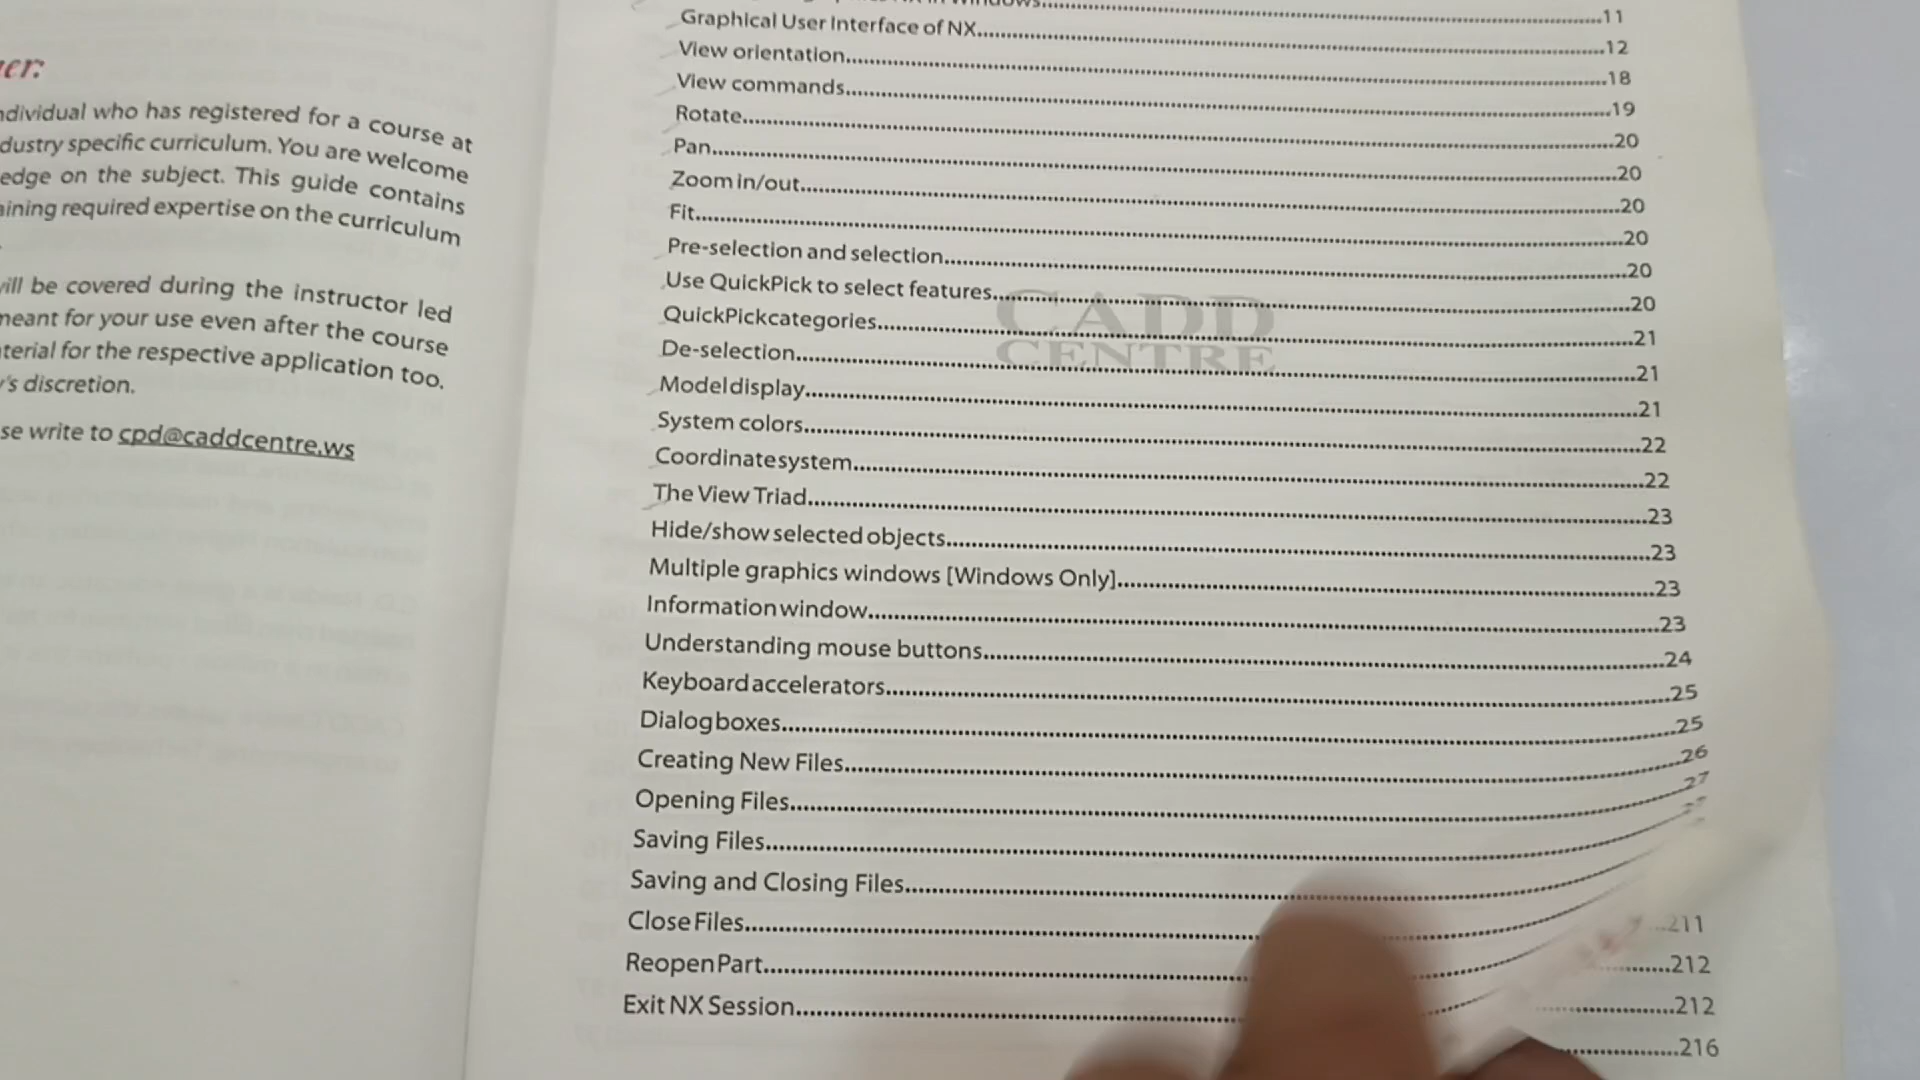 er:
ndividual who has registered for a course at
dustry specific curriculum. You are welcome
edge on the subject. This guide contains
aining required expertise on the curriculum
ill be covered during the instructor led
meant for your use even after the course
terial for the respective application too.
y's discretion.
se write to cpd@caddcentre.ws
NX in Windows...11
Graphical User Interface of NX...12
View orientation...18
View commands...19
Rotate...20
Pan...20
Zoom in/out...20
Fit...20
Pre-selection and selection...20
Use QuickPick to select features...20
QuickPick categories...21
De-selection...21
Model display...21
System colors...22
Coordinate system...22
The View Triad...23
Hide/show selected objects...23
Multiple graphics windows [Windows Only]...23
Information window...23
Understanding mouse buttons...24
Keyboard accelerators...25
Dialog boxes...25
Creating New Files...26
Opening Files...27
Saving Files...27
Saving and Closing Files...
Close Files...
Reopen Part...
Exit NX Session...
CADD
CENTRE
...211
...212
...212
...216